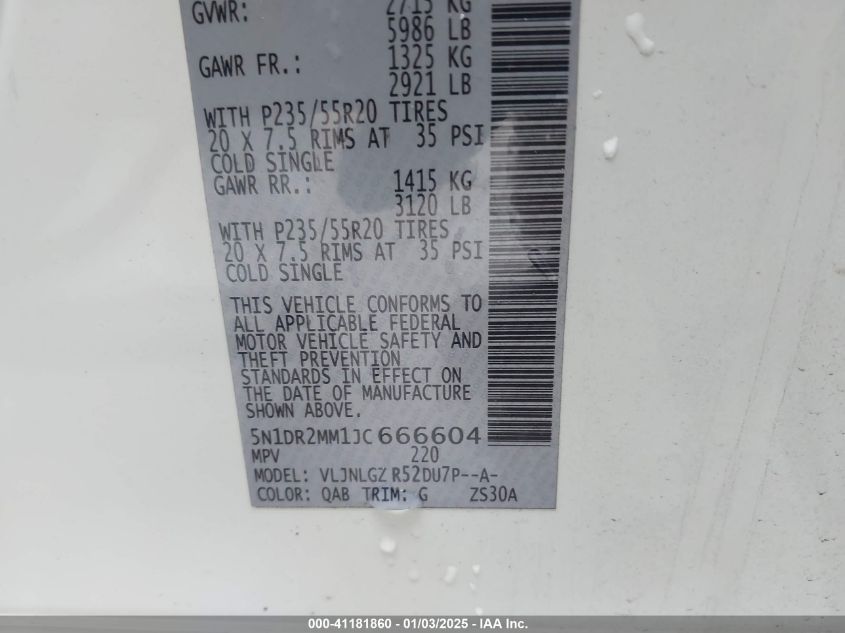 GVWR: 2715 KG
5986 LB
GAWR FR.: 1325 KG
2921 LB
WITH P235/55R20 TIRES
20 X 7.5 RIMS AT 35 PSI
COLD SINGLE
GAWR RR.: 1415 KG
3120 LB
WITH P235/55R20 TIRES
20 X 7.5 RIMS AT 35 PSI
COLD SINGLE
THIS VEHICLE CONFORMS TO
ALL APPLICABLE FEDERAL
MOTOR VEHICLE SAFETY AND
THEFT PREVENTION
STANDARDS IN EFFECT ON
THE DATE OF MANUFACTURE
SHOWN ABOVE.
5N1DR2MM1JC666604
MPV 220
MODEL: VLJNLGZ R52DU7P--A-
COLOR: QAB TRIM: G ZS30A
000-41181860 - 01/03/2025 - IAA Inc.